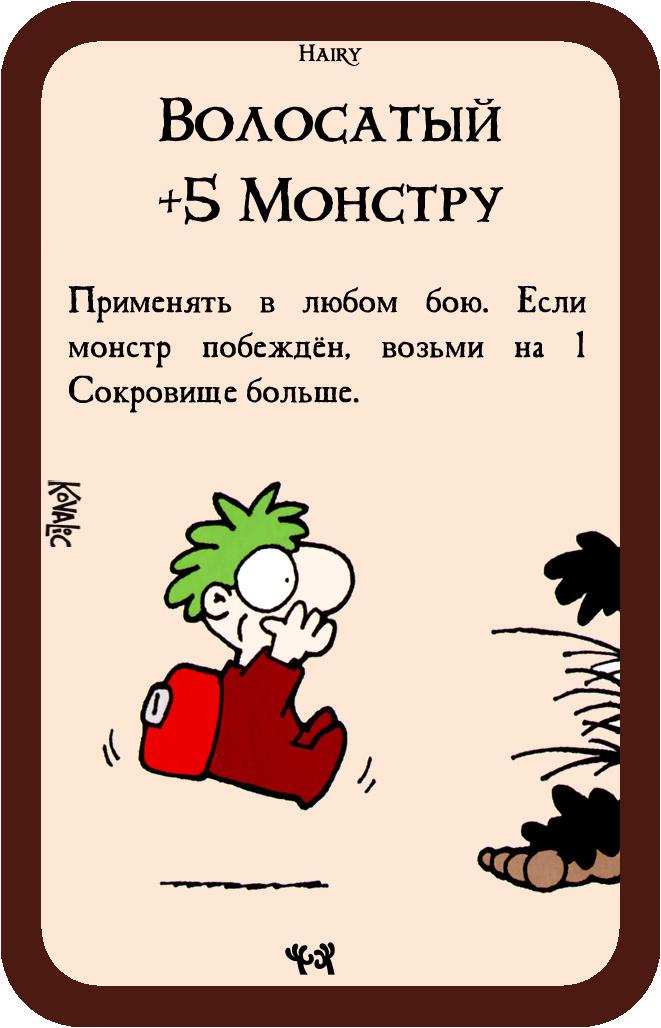 Hairy
Волосатый
+5 Монстру
Применять в любом бою. Если
монстр побеждён, возьми на 1
Сокровище больше.
Kovalic